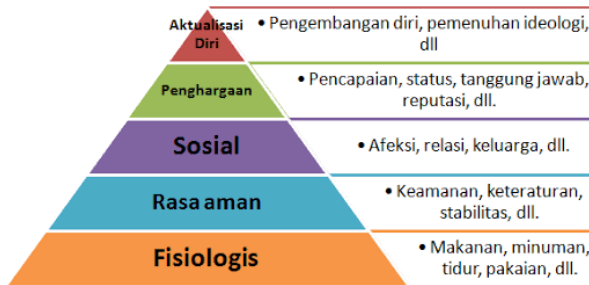 Aktualisasi
Diri
• Pengembangan diri, pemenuhan ideologi,
dll
Penghargaan
• Pencapaian, status, tanggung jawab,
reputasi, dll.
Sosial
• Afeksi, relasi, keluarga, dll.
Rasa aman
• Keamanan, keteraturan,
stabilitas, dll.
Fisiologis
• Makanan, minuman,
tidur, pakaian, dll.